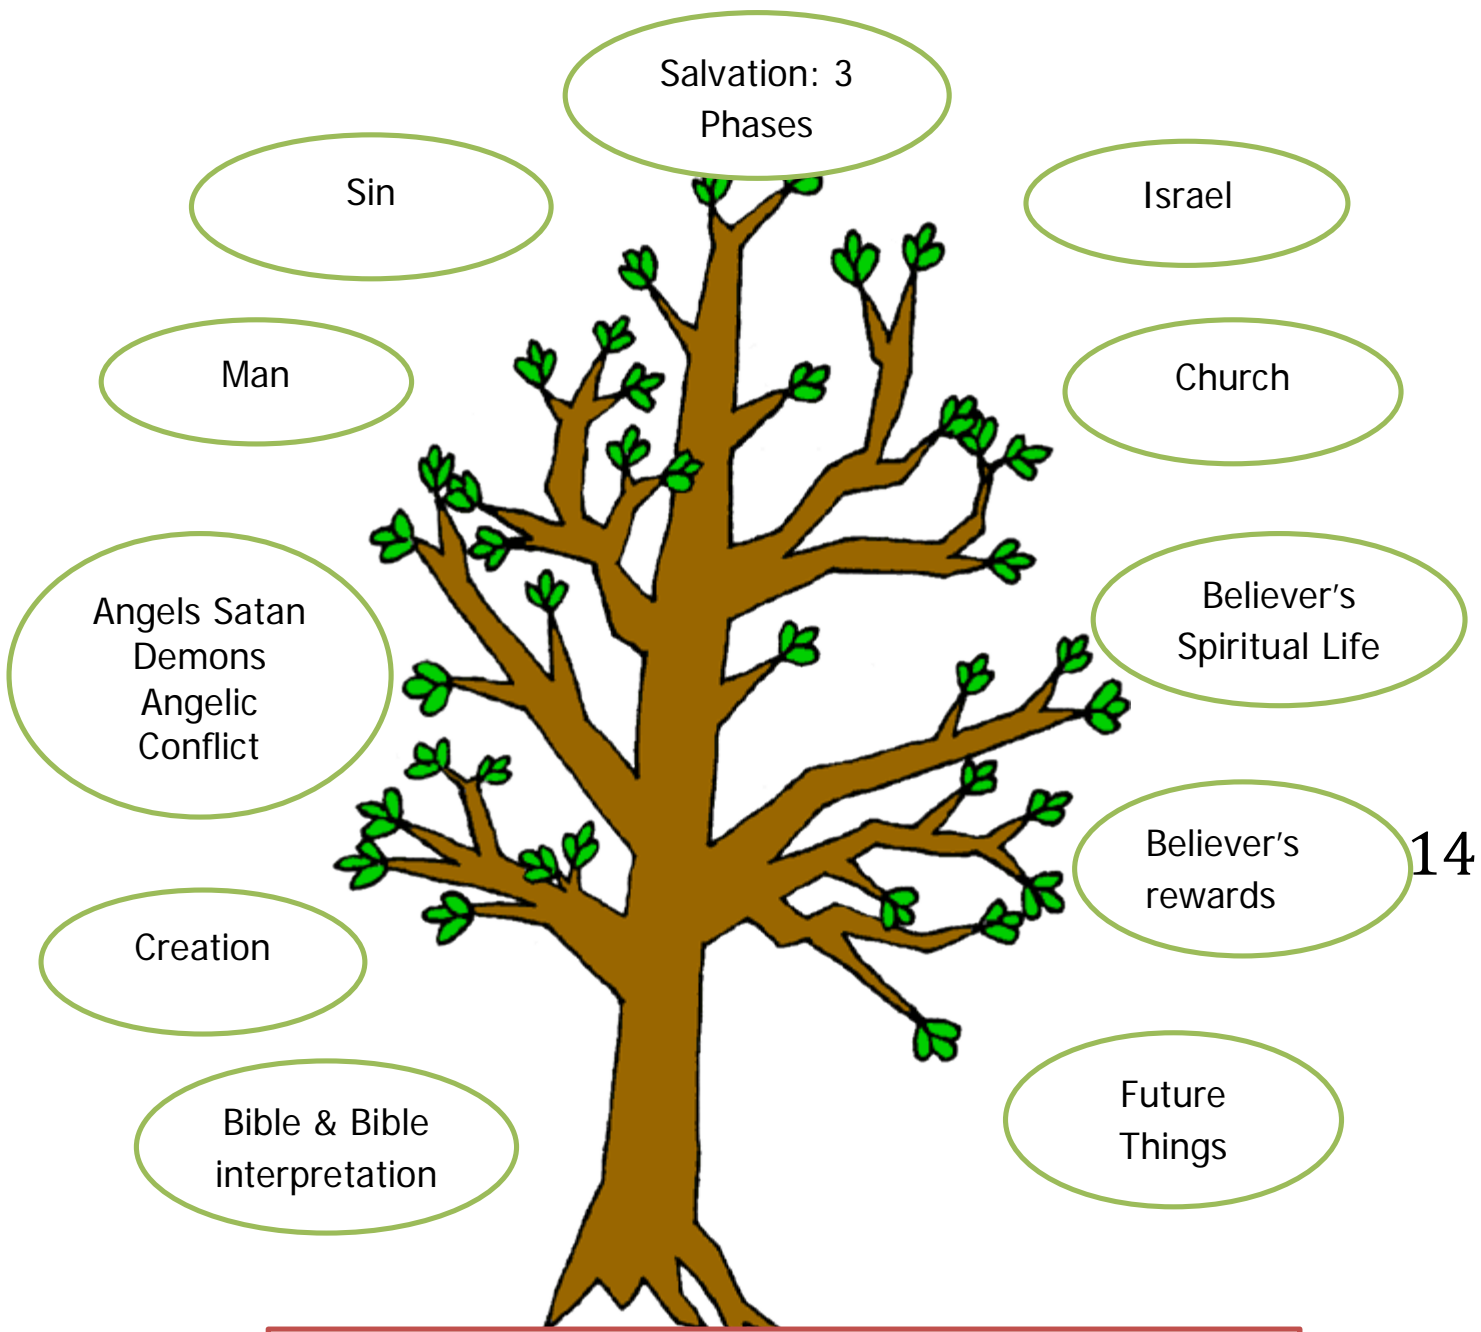 Salvation: 3
Phases
Sin
Israel
Man
Church
Angels Satan
Demons
Angelic
Conflict
Believer's
Spiritual Life
Believer's
rewards
14
Creation
Bible & Bible
interpretation
Future
Things